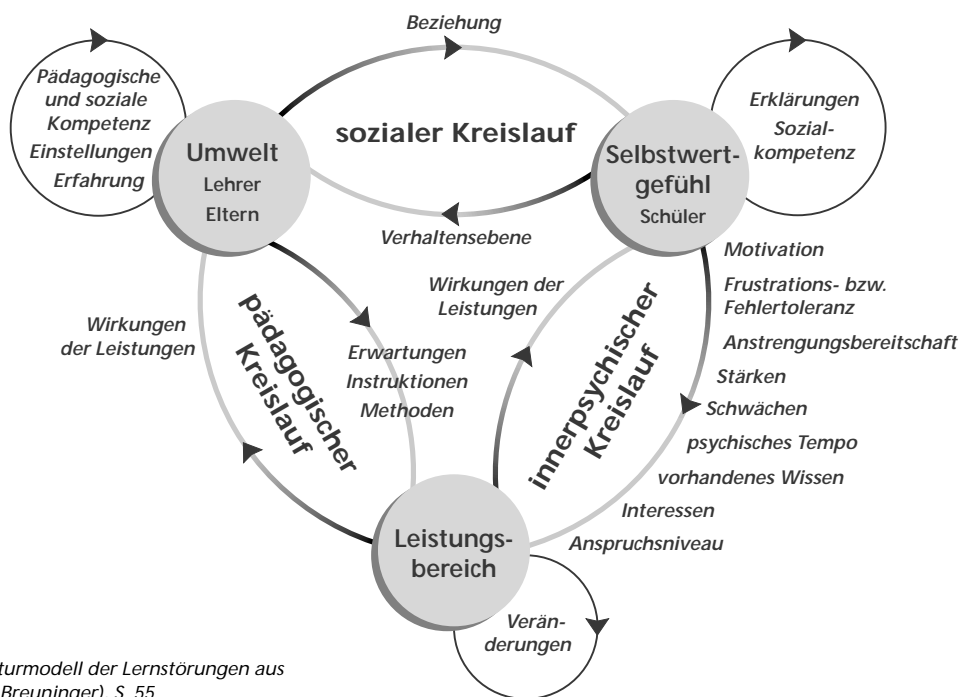 Beziehung
Pädagogische
und soziale
Kompetenz
Einstellungen
Erfahrung
Umwelt
Lehrer
Eltern
sozialer Kreislauf
Selbstwert-
gefühl
Schüler
Erklärungen
Sozial-
kompetenz
Verhaltensebene
Wirkungen
der Leistungen
pädagogischer
Kreislauf
Erwartungen
Instruktionen
Methoden
Wirkungen der
Leistungen
innerpsychischer
Kreislauf
Motivation
Frustrations- bzw.
Fehlertoleranz
Anstrengungsbereitschaft
Stärken
Schwächen
psychisches Tempo
vorhandenes Wissen
Interessen
Anspruchsniveau
Leistungs-
bereich
Verän-
derungen
turmodell der Lernstörungen aus
Breuninger), S. 55